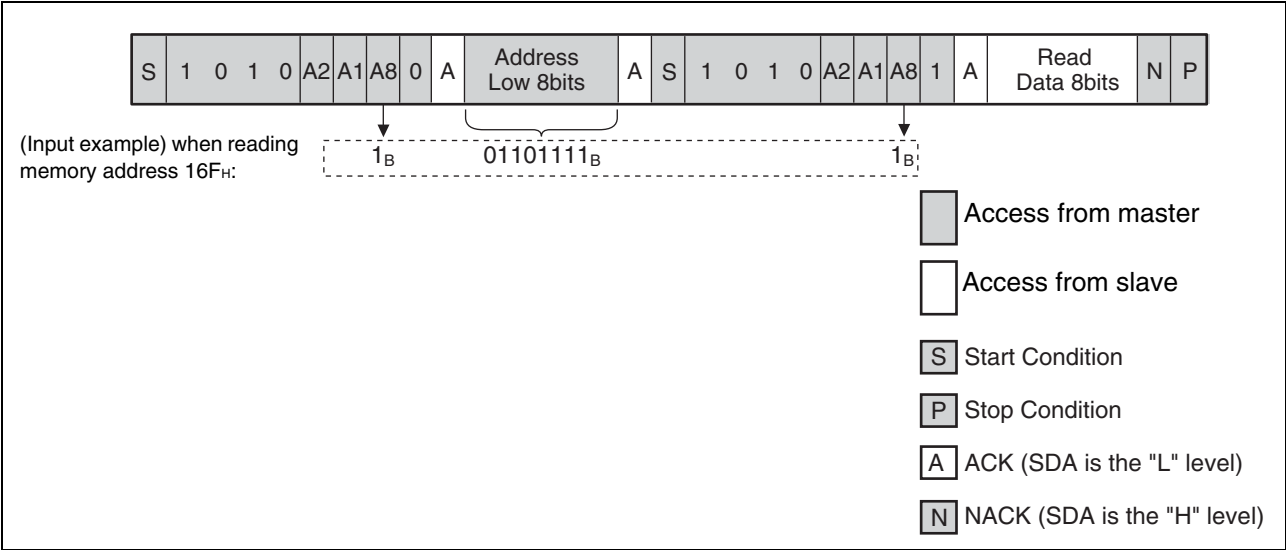 S 1 0 1 0 A2 A1 A8 0 A Address Low 8bits A S 1 0 1 0 A2 A1 A8 1 A Read Data 8bits N P
(Input example) when reading memory address 16FH:
1B 01101111B 1B
Access from master
Access from slave
S Start Condition
P Stop Condition
A ACK (SDA is the "L" level)
N NACK (SDA is the "H" level)